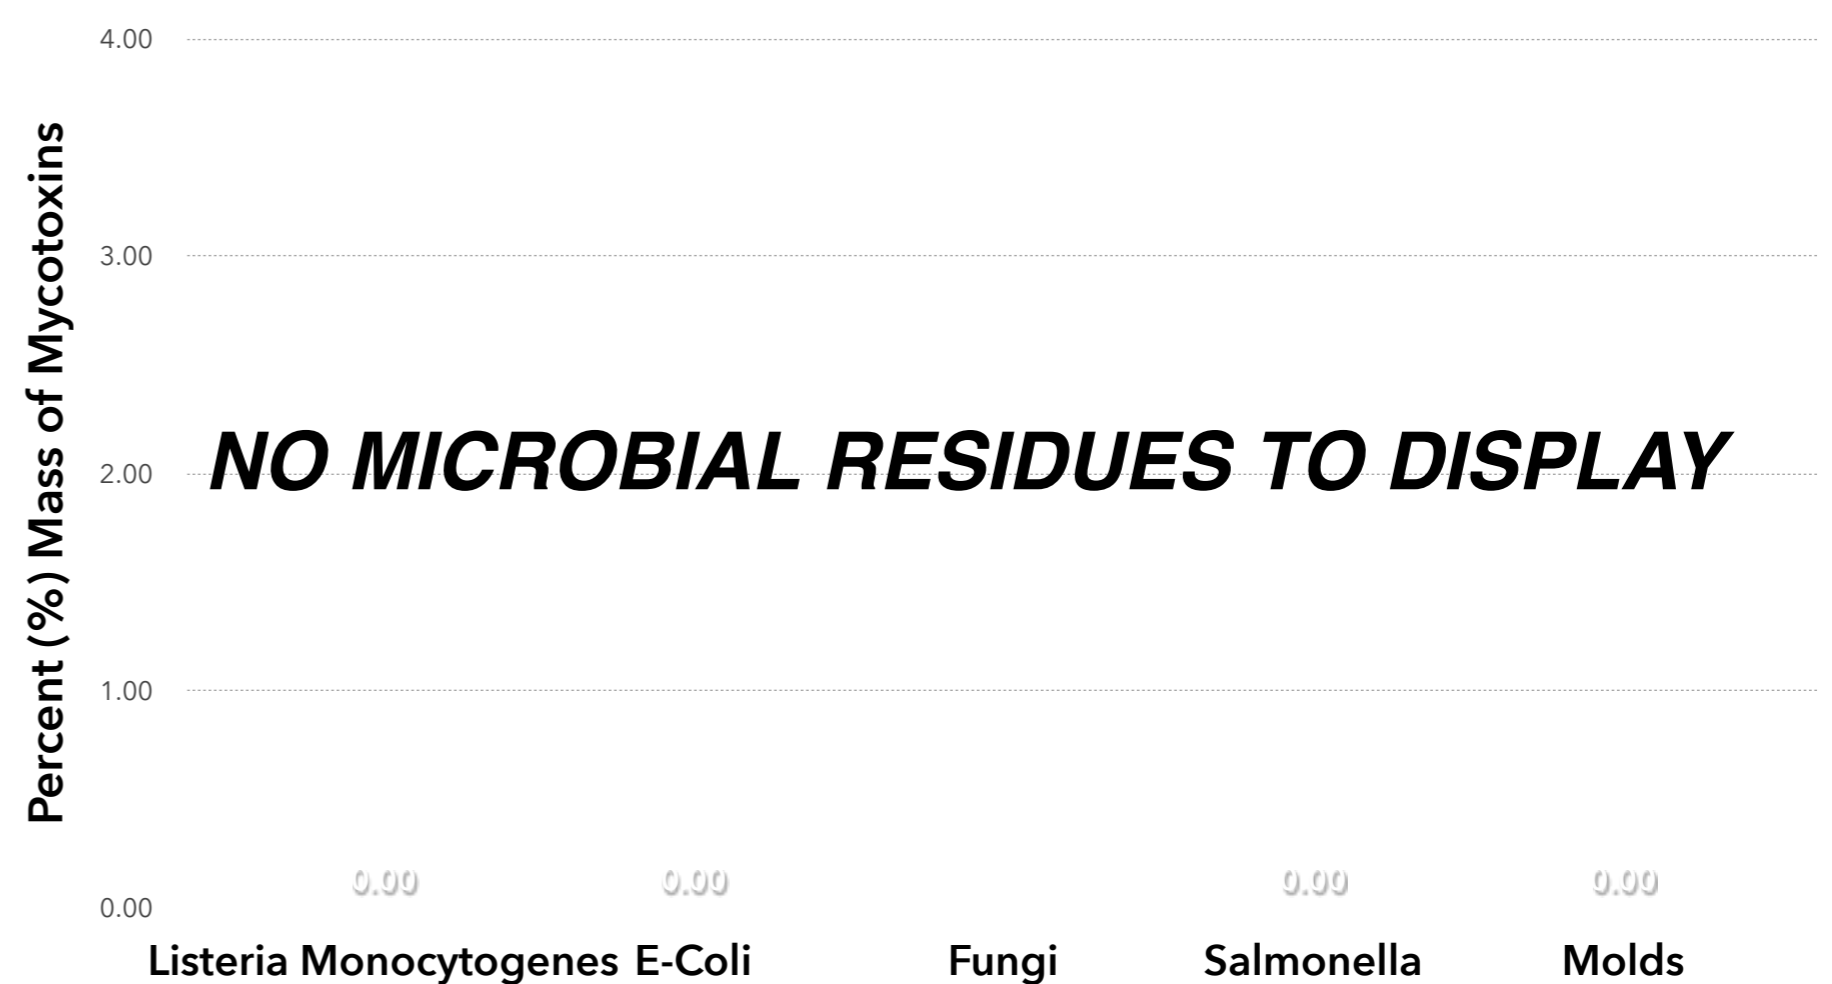 Percent (%) Mass of Mycotoxins
4.00
3.00
2.00
1.00
0.00
NO MICROBIAL RESIDUES TO DISPLAY
0.00 0.00 0.00 0.00
Listeria Monocytogenes E-Coli Fungi Salmonella Molds